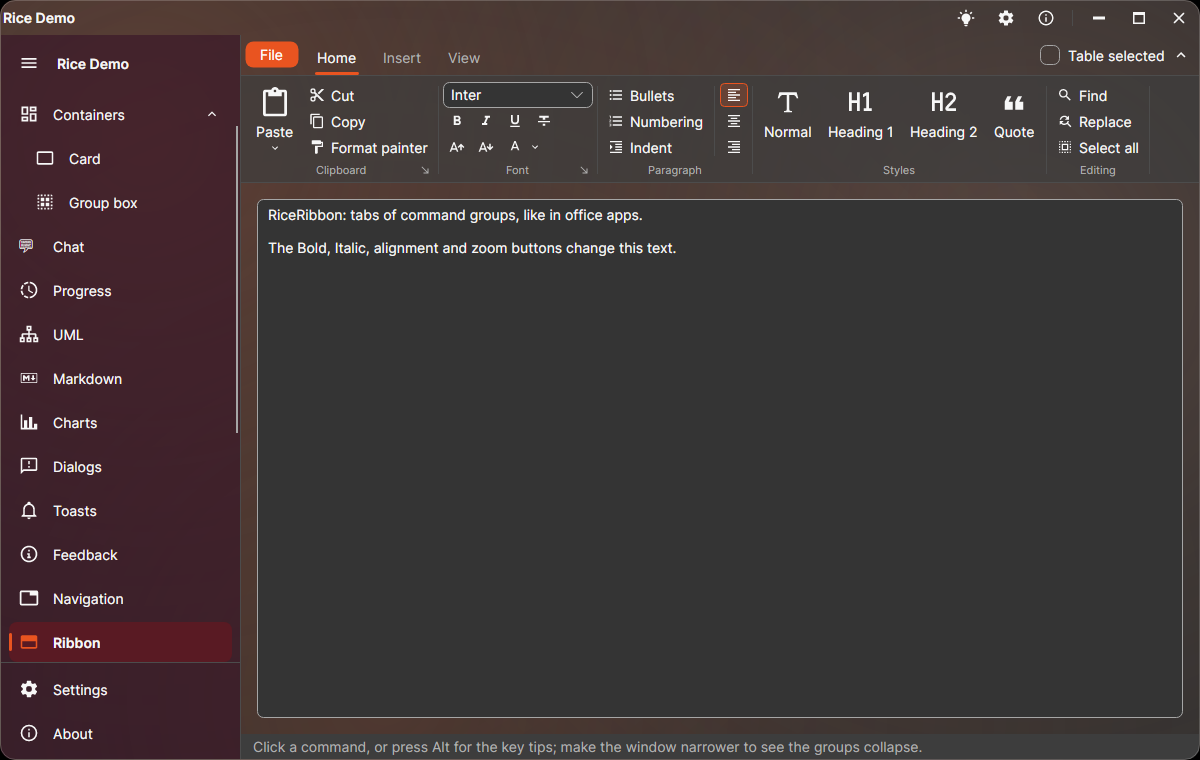 Rice Demo
Rice Demo
Containers
Card
Group box
Chat
Progress
UML
Markdown
Charts
Dialogs
Toasts
Feedback
Navigation
Ribbon
Settings
About
File
Home
Insert
View
Table selected
Paste
Cut
Copy
Format painter
Clipboard
Inter
B I U
A A A
Font
Bullets
Numbering
Indent
Paragraph
T
Normal
H1
Heading 1
H2
Heading 2
Quote
Styles
Find
Replace
Select all
Editing
RiceRibbon: tabs of command groups, like in office apps.
The Bold, Italic, alignment and zoom buttons change this text.
Click a command, or press Alt for the key tips; make the window narrower to see the groups collapse.